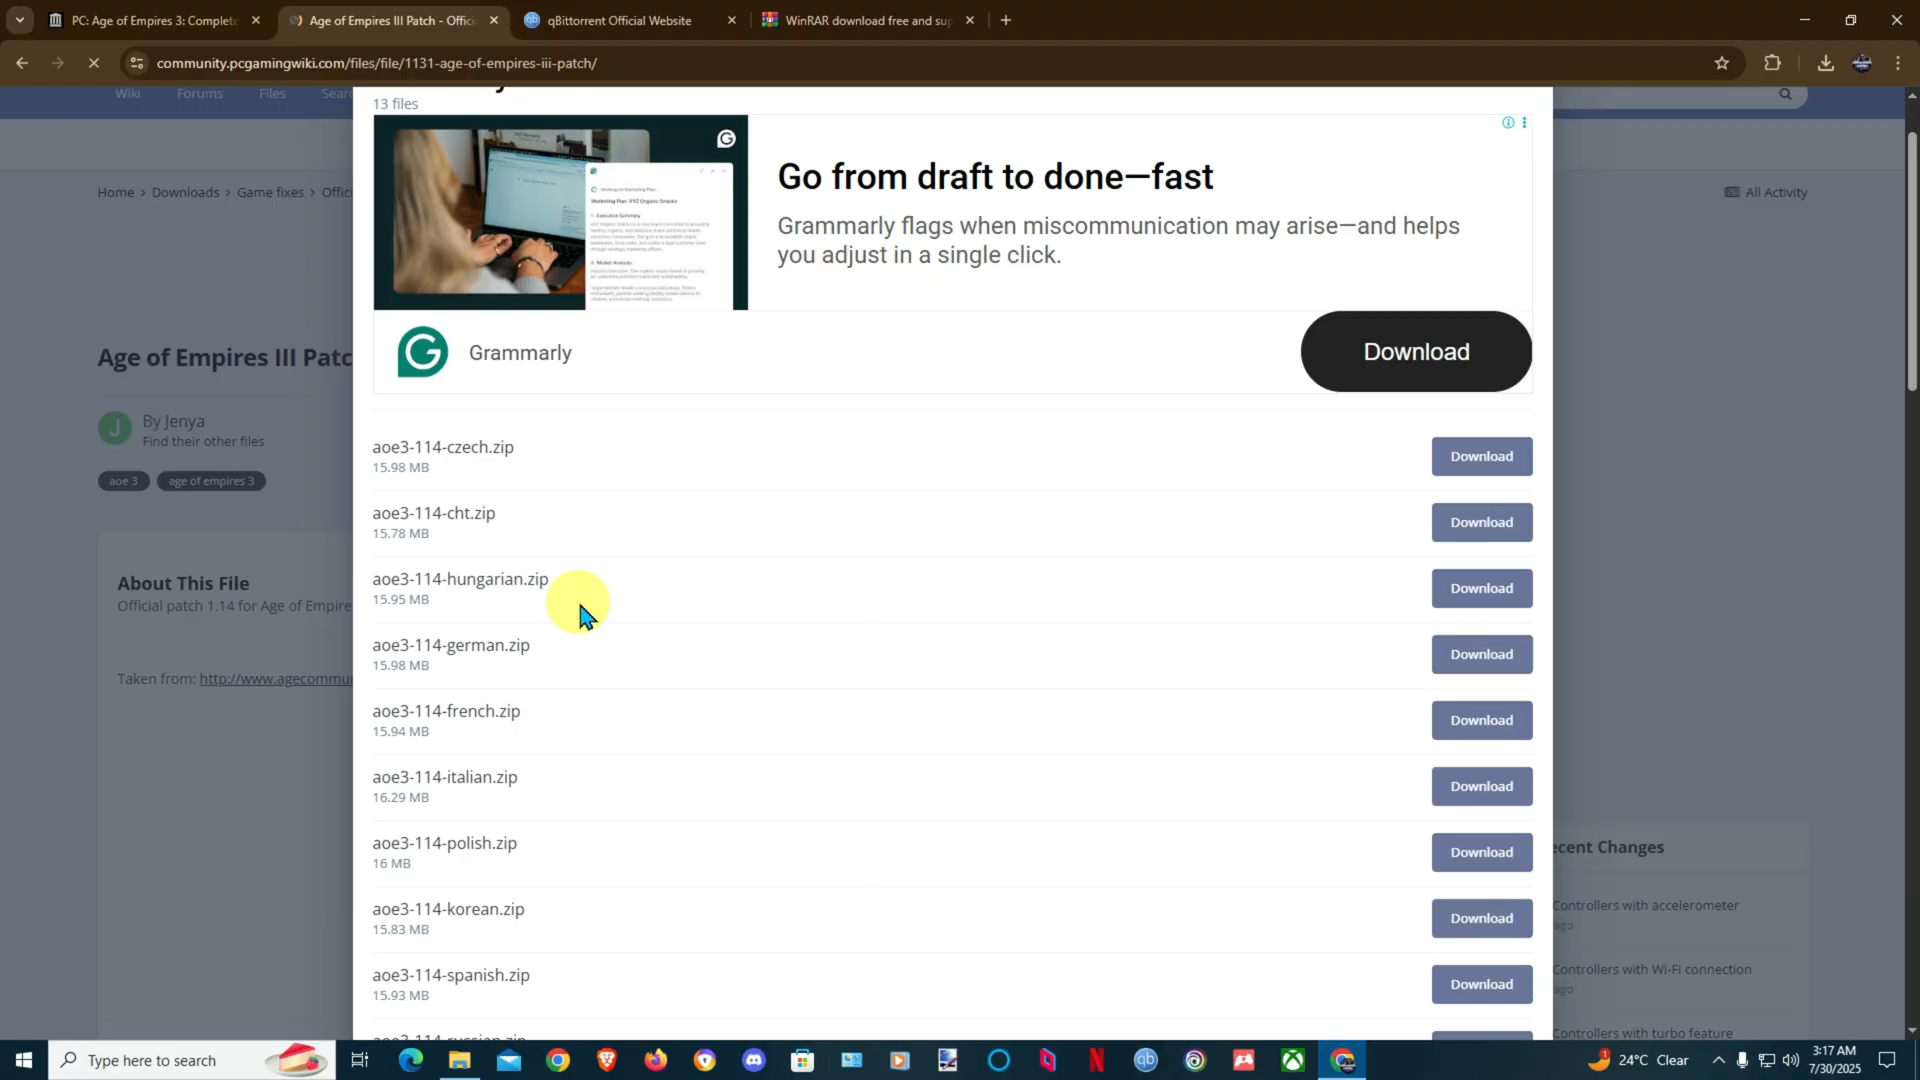 PC: Age of Empires 3: Complete
Age of Empires III Patch - Offici
qBittorrent Official Website
WinRAR download free and sup
community.pcgamingwiki.com/files/file/1131-age-of-empires-iii-patch/
Wiki Forums Files Sear
13 files
Go from draft to done—fast
Grammarly flags when miscommunication may arise—and helps
you adjust in a single click.
Grammarly
Download
Home > Downloads > Game fixes > Offici
All Activity
Age of Empires III Patc
J
By Jenya
Find their other files
aoe 3
age of empires 3
About This File
Official patch 1.14 for Age of Empire
Taken from: http://www.agecommu
aoe3-114-czech.zip
15.98 MB
Download
aoe3-114-cht.zip
15.78 MB
Download
aoe3-114-hungarian.zip
15.95 MB
Download
aoe3-114-german.zip
15.98 MB
Download
aoe3-114-french.zip
15.94 MB
Download
aoe3-114-italian.zip
16.29 MB
Download
aoe3-114-polish.zip
16 MB
Download
aoe3-114-korean.zip
15.83 MB
Download
aoe3-114-spanish.zip
15.93 MB
Download
aoe3-114-russian.zip
ecent Changes
Controllers with accelerometer
ago
Controllers with Wi-Fi connection
ago
Controllers with turbo feature
Type here to search
24°C Clear
3:17 AM
7/30/2025